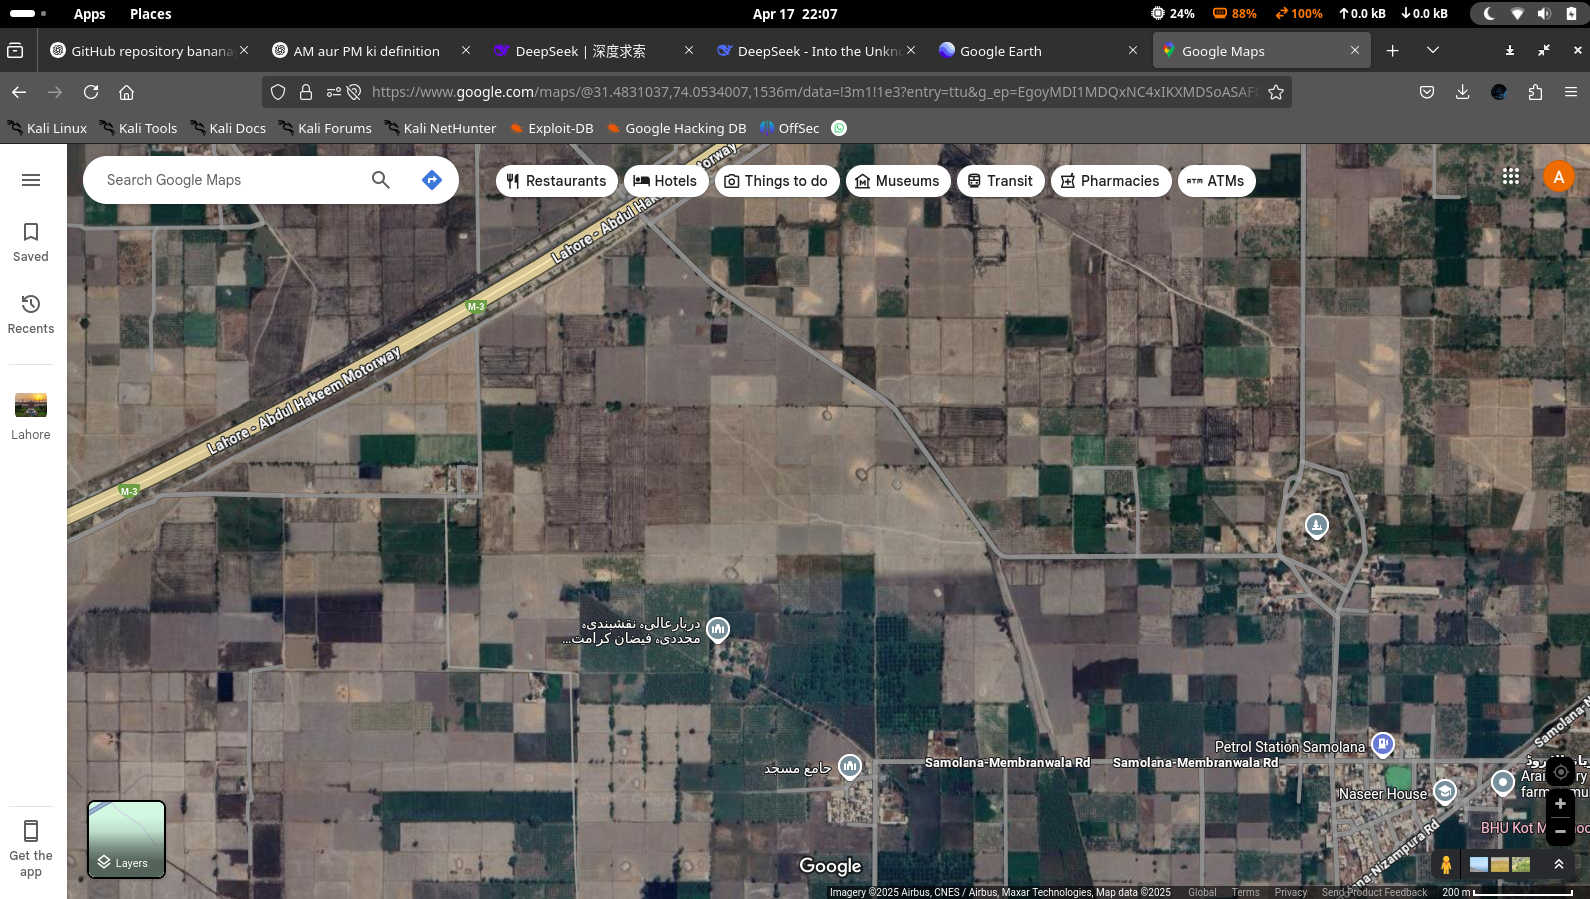 Apps Places Apr 17 22:07 24% 88% 100% 0.0 kB 0.0 kB
GitHub repository banana
AM aur PM ki definition
DeepSeek | 深度求索
DeepSeek - Into the Unkn
Google Earth
Google Maps
https://www.google.com/maps/@31.4831037,74.0534007,1536m/data=!3m1!1e3?entry=ttu&g_ep=EgoyMDI1MDQxNC4xIKXMDSoASAF
Kali Linux Kali Tools Kali Docs Kali Forums Kali NetHunter Exploit-DB Google Hacking DB OffSec
Search Google Maps
Restaurants Hotels Things to do Museums Transit Pharmacies ATMs
A
Saved
Recents
Lahore
Get the
app
Lahore - Abdul Hak
orway
M-3
Lahore - Abdul Hakeem Motorway
M-3
دربارعالیہ نقشبندیہ
مجددیہ فیضان کرامت...
جامع مسجد
Samolana-Membranwala Rd
Samolana-Membranwala Rd
Petrol Station Samolana
Samolana-N
Naseer House
Arai
farm
BHU Kot M
na-Nizampura Rd
Layers
Google
Imagery ©2025 Airbus, CNES / Airbus, Maxar Technologies, Map data ©2025 Global Terms Privacy Send Product Feedback 200 m